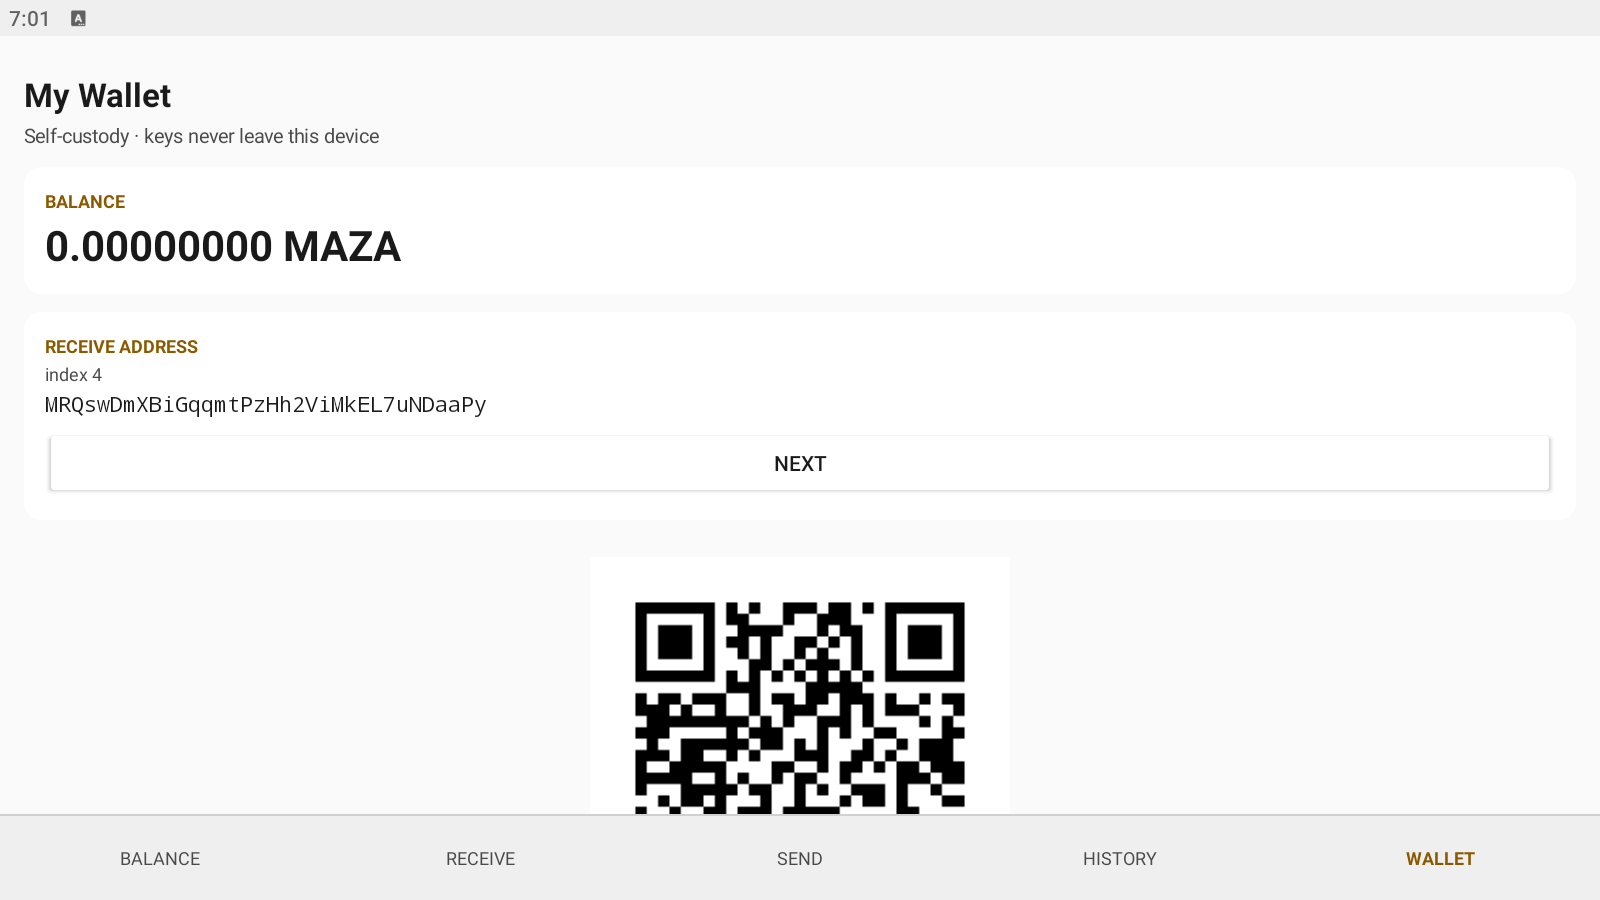 7:01
My Wallet
Self-custody · keys never leave this device
BALANCE
0.00000000 MAZA
RECEIVE ADDRESS
index 4
MRQswDmXBiGqqmtPzHh2ViMkEL7uNDaaPy
NEXT
BALANCE
RECEIVE
SEND
HISTORY
WALLET